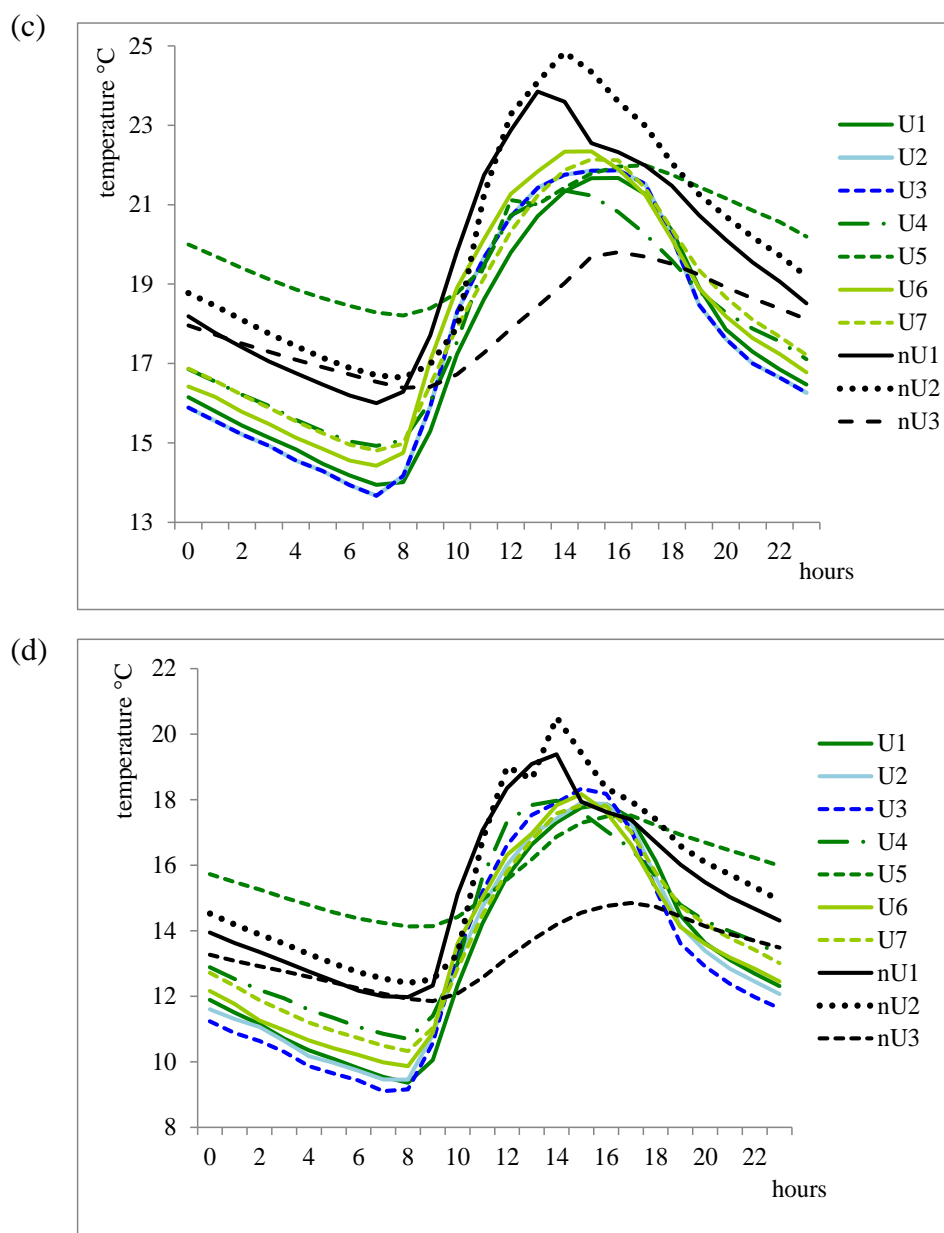 (c)
temperature °C
25
23
21
19
17
15
13
0 2 4 6 8 10 12 14 16 18 20 22
hours
U1
U2
U3
U4
U5
U6
U7
nU1
nU2
nU3
(d)
temperature °C
22
20
18
16
14
12
10
8
0 2 4 6 8 10 12 14 16 18 20 22
hours
U1
U2
U3
U4
U5
U6
U7
nU1
nU2
nU3